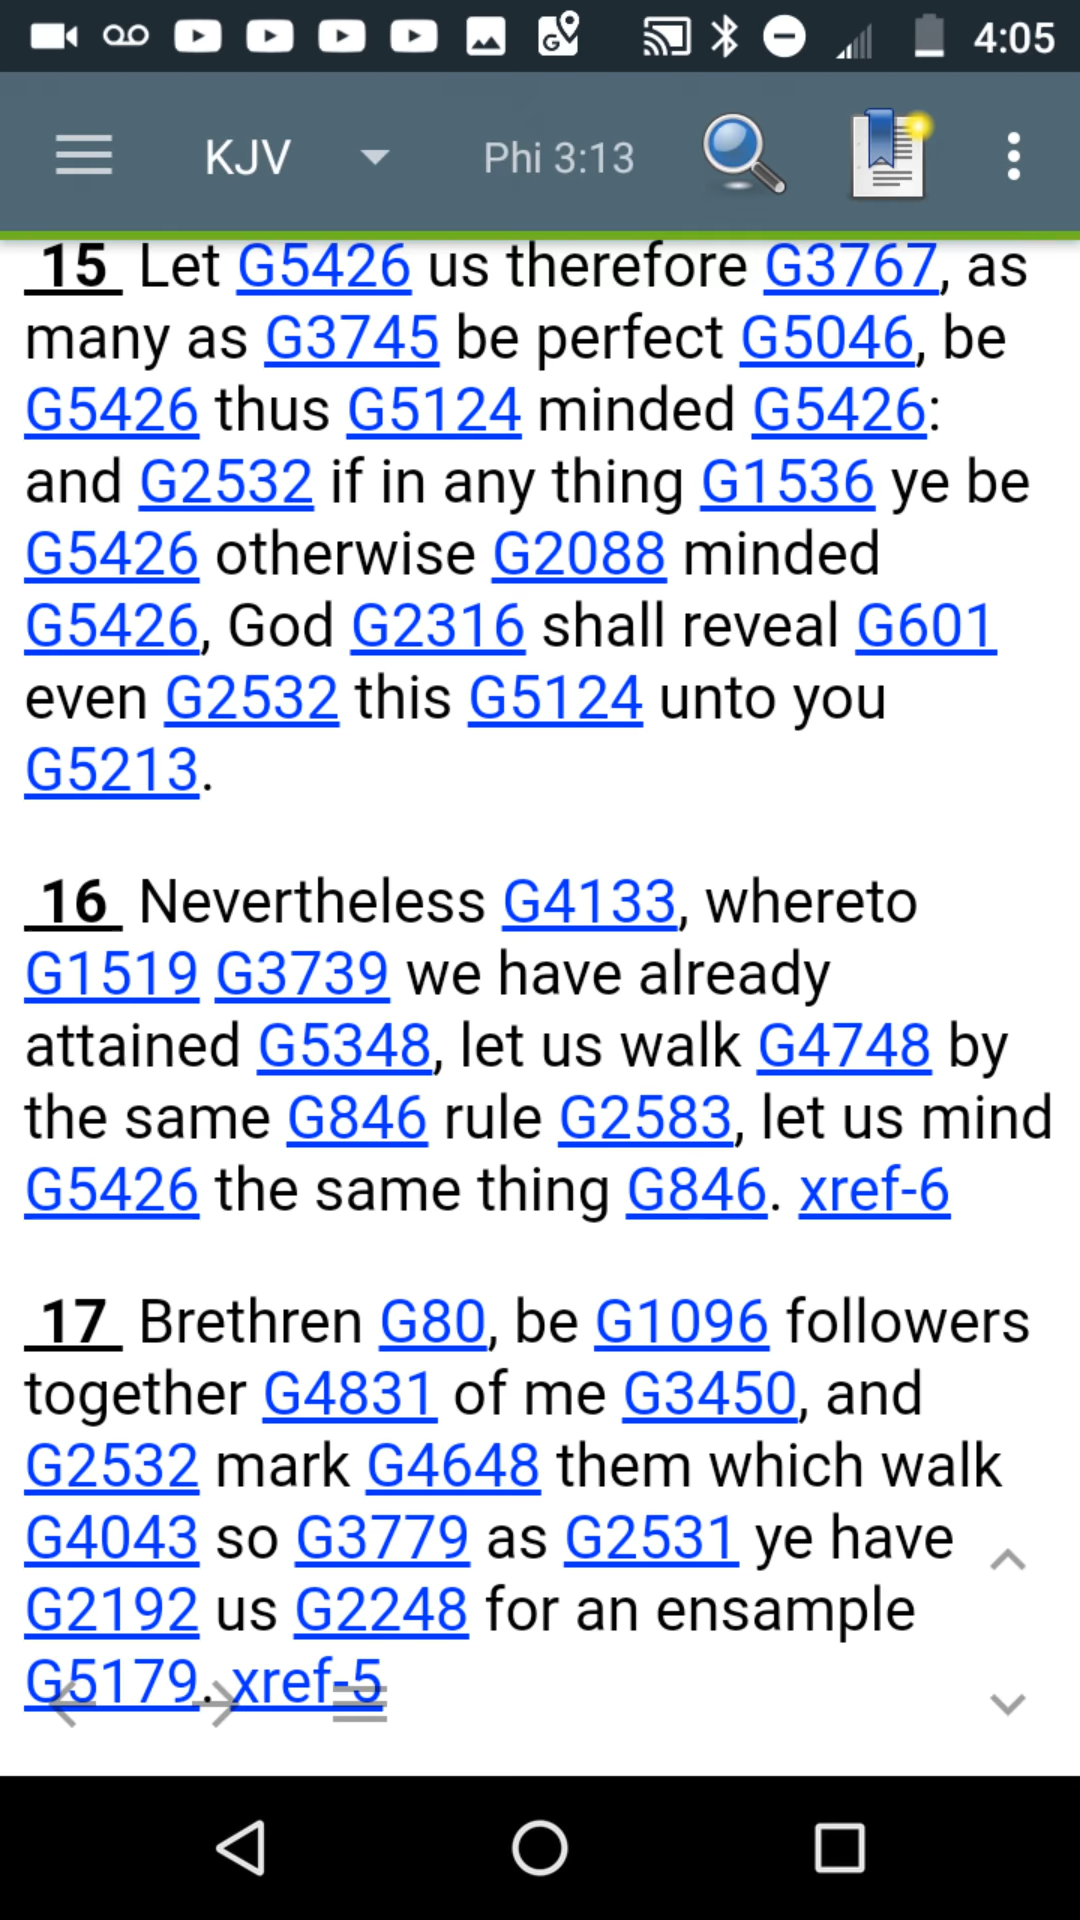 4:05
KJV Phi 3:13
15 Let G5426 us therefore G3767, as
many as G3745 be perfect G5046, be
G5426 thus G5124 minded G5426:
and G2532 if in any thing G1536 ye be
G5426 otherwise G2088 minded
G5426, God G2316 shall reveal G601
even G2532 this G5124 unto you
G5213.
16 Nevertheless G4133, whereto
G1519 G3739 we have already
attained G5348, let us walk G4748 by
the same G846 rule G2583, let us mind
G5426 the same thing G846. xref-6
17 Brethren G80, be G1096 followers
together G4831 of me G3450, and
G2532 mark G4648 them which walk
G4043 so G3779 as G2531 ye have
G2192 us G2248 for an ensample
G5179. xref-5